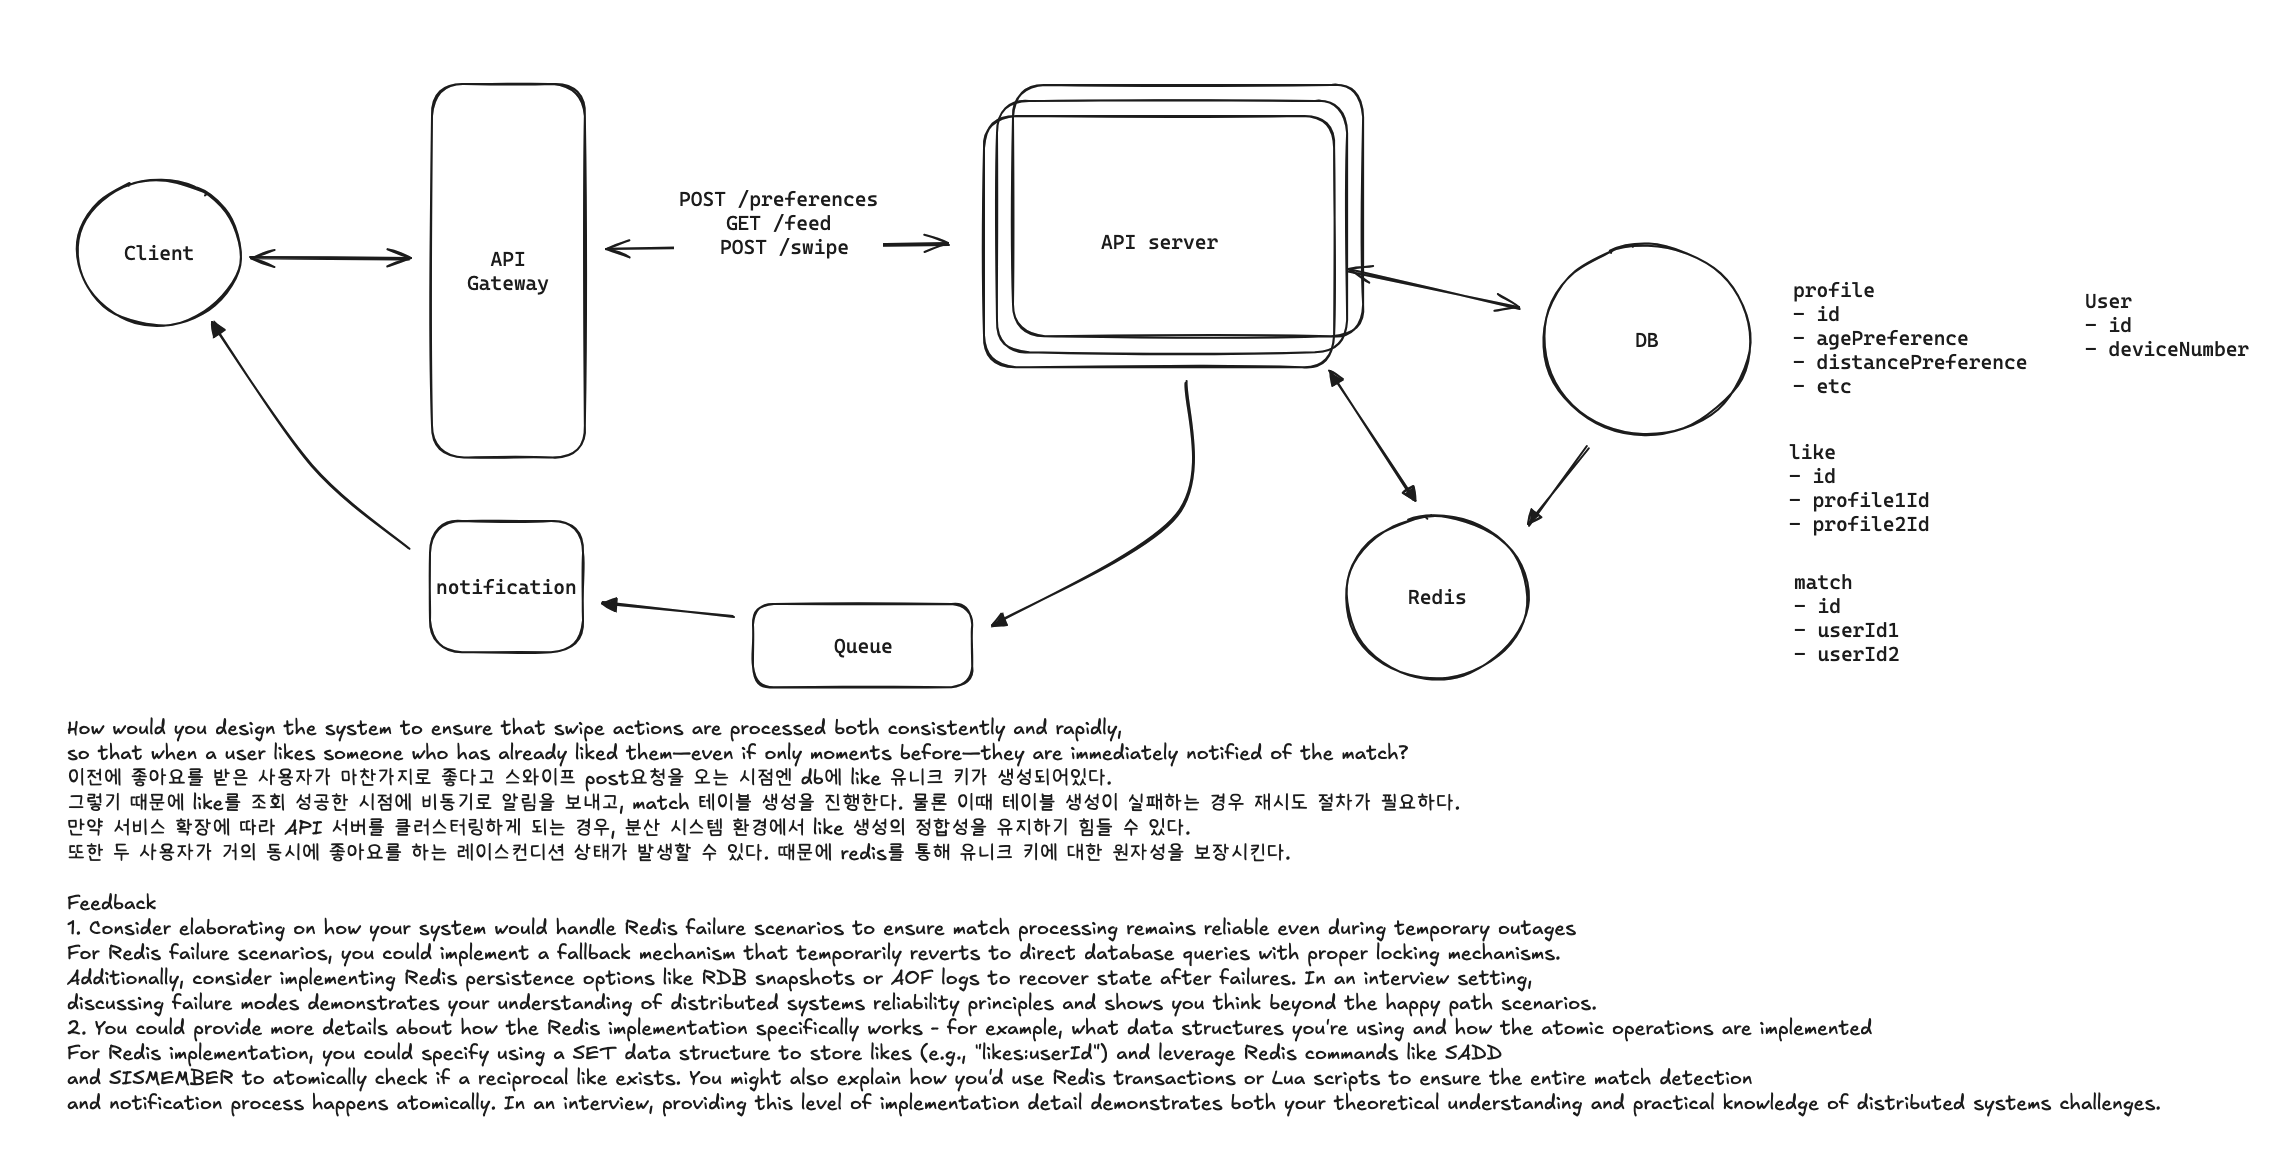 Client
API
Gateway
POST /preferences
GET /feed
POST /swipe
API server
DB
profile
- id
- agePreference
- distancePreference
- etc
User
- id
- deviceNumber
like
- id
- profile1Id
- profile2Id
match
- id
- userId1
- userId2
notification
Queue
Redis
How would you design the system to ensure that swipe actions are processed both consistently and rapidly,
so that when a user likes someone who has already liked them—even if only moments before—they are immediately notified of the match?
이전에 좋아요를 받은 사용자가 마찬가지로 좋다고 스와이프 post요청을 오는 시점엔 db에 like 유니크 키가 생성되어있다.
그렇기 때문에 like를 조회 성공한 시점에 비동기로 알림을 보내고, match 테이블 생성을 진행한다. 물론 이때 테이블 생성이 실패하는 경우 재시도 절차가 필요하다.
만약 서비스 확장에 따라 API 서버를 클러스터링하게 되는 경우, 분산 시스템 환경에서 like 생성의 정합성을 유지하기 힘들 수 있다.
또한 두 사용자가 거의 동시에 좋아요를 하는 레이스컨디션 상태가 발생할 수 있다. 때문에 redis를 통해 유니크 키에 대한 원자성을 보장시킨다.
Feedback
1. Consider elaborating on how your system would handle Redis failure scenarios to ensure match processing remains reliable even during temporary outages
For Redis failure scenarios, you could implement a fallback mechanism that temporarily reverts to direct database queries with proper locking mechanisms.
Additionally, consider implementing Redis persistence options like RDB snapshots or AOF logs to recover state after failures. In an interview setting,
discussing failure modes demonstrates your understanding of distributed systems reliability principles and shows you think beyond the happy path scenarios.
2. You could provide more details about how the Redis implementation specifically works - for example, what data structures you're using and how the atomic operations are implemented
For Redis implementation, you could specify using a SET data structure to store likes (e.g., "likes:userId") and leverage Redis commands like SADD
and SISMEMBER to atomically check if a reciprocal like exists. You might also explain how you'd use Redis transactions or Lua scripts to ensure the entire match detection
and notification process happens atomically. In an interview, providing this level of implementation detail demonstrates both your theoretical understanding and practical knowledge of distributed systems challenges.